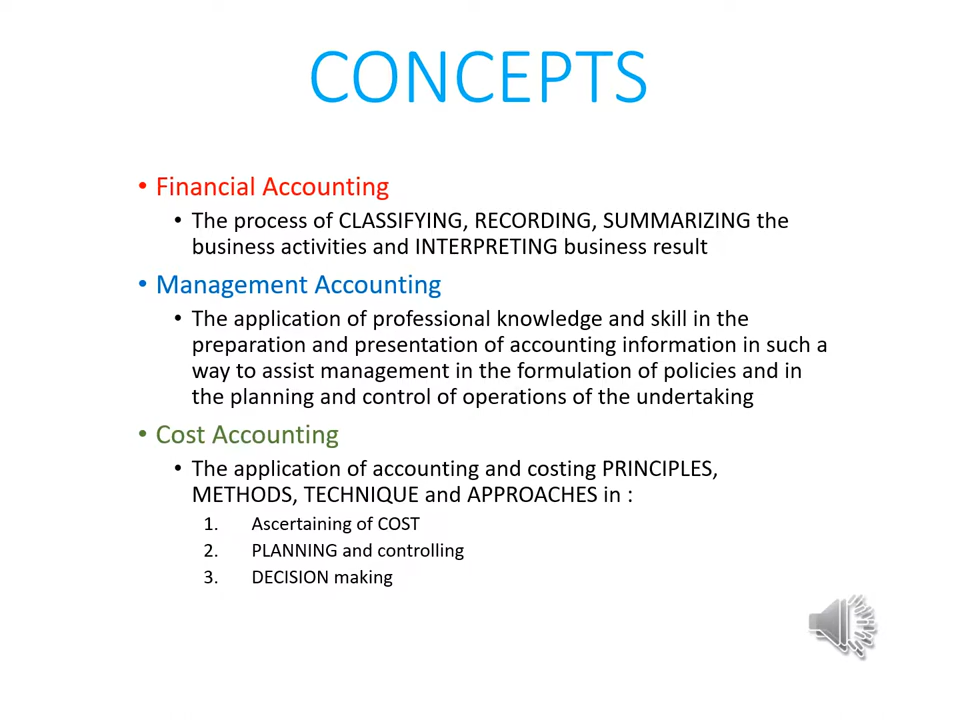 CONCEPTS
• Financial Accounting
• The process of CLASSIFYING, RECORDING, SUMMARIZING the
business activities and INTERPRETING business result
• Management Accounting
• The application of professional knowledge and skill in the
preparation and presentation of accounting information in such a
way to assist management in the formulation of policies and in
the planning and control of operations of the undertaking
• Cost Accounting
• The application of accounting and costing PRINCIPLES,
METHODS, TECHNIQUE and APPROACHES in :
1. Ascertaining of COST
2. PLANNING and controlling
3. DECISION making